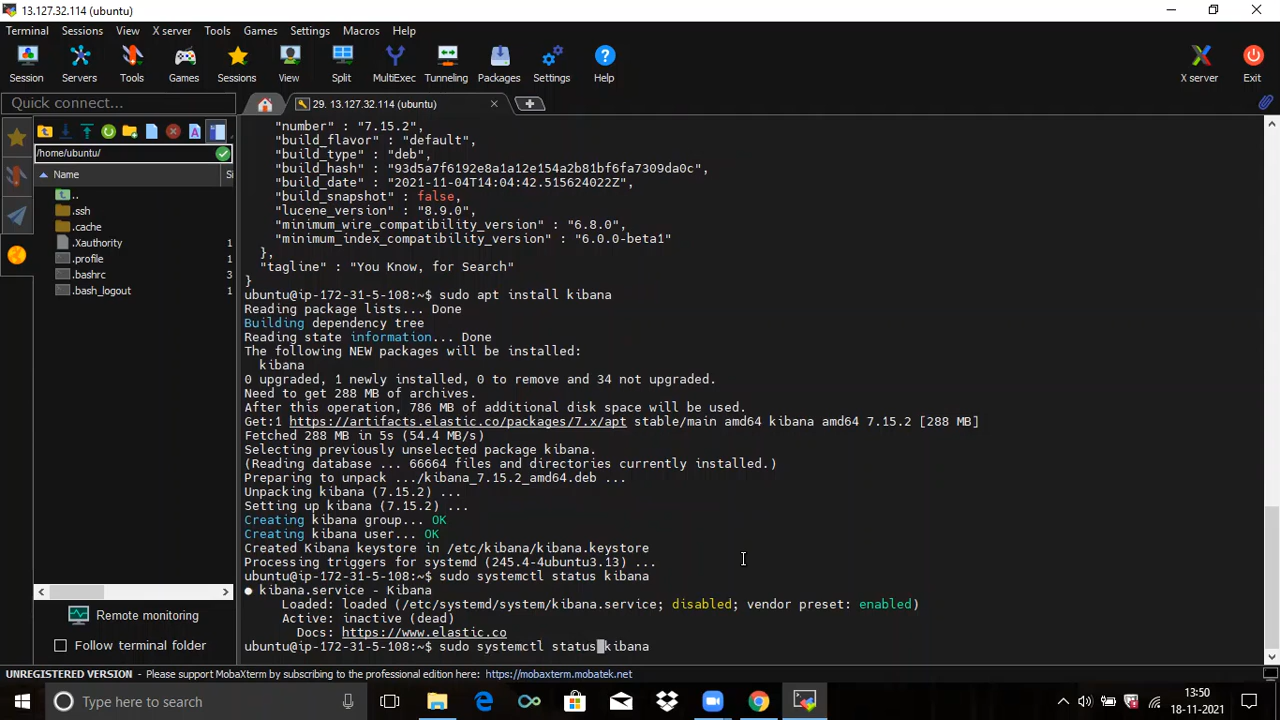 13.127.32.114 (ubuntu)
Terminal Sessions View X server Tools Games Settings Macros Help
Session Servers Tools Games Sessions View Split MultiExec Tunneling Packages Settings Help X server Exit
Quick connect...
29. 13.127.32.114 (ubuntu)
/home/ubuntu/
Name Si
..
.ssh
.cache
.Xauthority 1
.profile 1
.bashrc 3
.bash_logout 1
"number" : "7.15.2",
"build_flavor" : "default",
"build_type" : "deb",
"build_hash" : "93d5a7f6192e8a1a12e154a2b81bf6fa7309da0c",
"build_date" : "2021-11-04T14:04:42.515624022Z",
"build_snapshot" : false,
"lucene_version" : "8.9.0",
"minimum_wire_compatibility_version" : "6.8.0",
"minimum_index_compatibility_version" : "6.0.0-beta1"
},
"tagline" : "You Know, for Search"
}
ubuntu@ip-172-31-5-108:~$ sudo apt install kibana
Reading package lists... Done
Building dependency tree
Reading state information... Done
The following NEW packages will be installed:
kibana
0 upgraded, 1 newly installed, 0 to remove and 34 not upgraded.
Need to get 288 MB of archives.
After this operation, 786 MB of additional disk space will be used.
Get:1 https://artifacts.elastic.co/packages/7.x/apt stable/main amd64 kibana amd64 7.15.2 [288 MB]
Fetched 288 MB in 5s (54.4 MB/s)
Selecting previously unselected package kibana.
(Reading database ... 66664 files and directories currently installed.)
Preparing to unpack .../kibana_7.15.2_amd64.deb ...
Unpacking kibana (7.15.2) ...
Setting up kibana (7.15.2) ...
Creating kibana group... OK
Creating kibana user... OK
Created Kibana keystore in /etc/kibana/kibana.keystore
Processing triggers for systemd (245.4-4ubuntu3.13) ...
ubuntu@ip-172-31-5-108:~$ sudo systemctl status kibana
● kibana.service - Kibana
Loaded: loaded (/etc/systemd/system/kibana.service; disabled; vendor preset: enabled)
Active: inactive (dead)
Docs: https://www.elastic.co
ubuntu@ip-172-31-5-108:~$ sudo systemctl status kibana
Remote monitoring
Follow terminal folder
UNREGISTERED VERSION - Please support MobaXterm by subscribing to the professional edition here: https://mobaxterm.mobatek.net
Type here to search
13:50
18-11-2021